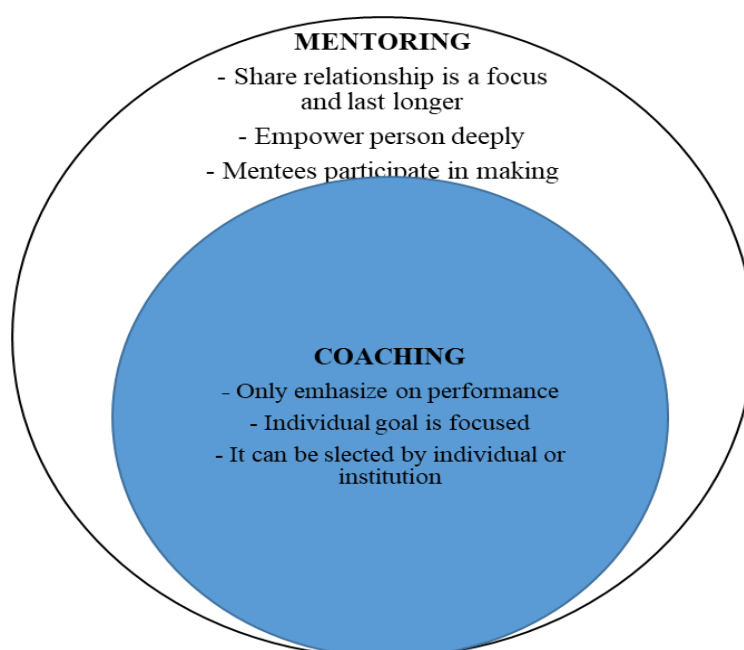 MENTORING
- Share relationship is a focus
and last longer
- Empower person deeply
- Mentees participate in making
COACHING
- Only emhasize on performance
- Individual goal is focused
- It can be slected by individual or
institution